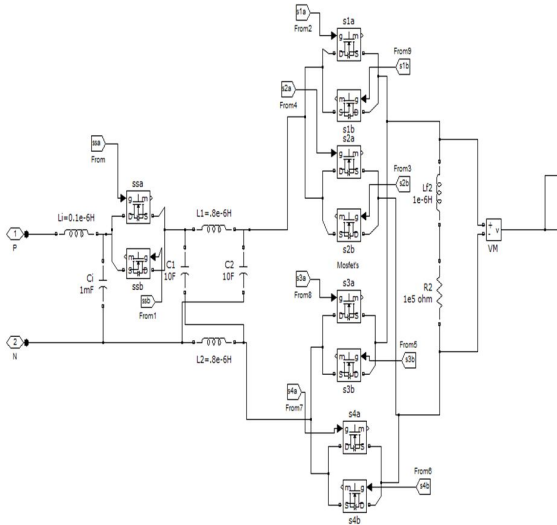 s1a
From2
s1a
g m
D S
From9
s1b
m g
S D
s1b
s2a
From4
s2a
g m
D S
From3
s2b
m g
S D
s2b
Mosfet's
ssa
From
ssa
g m
D S
m g
S D
ssb
ssb
From1
1
P
Li=0.1e-6H
Ci
1mF
2
N
L1=.8e-6H
C1
10F
C2
10F
L2=.8e-6H
s3a
From8
s3a
g m
D S
From5
s3b
m g
S D
s3b
s4a
From7
s4a
g m
D S
From6
s4b
m g
S D
s4b
Lf2
1e-6H
R2
1e5 ohm
+
-
v
VM